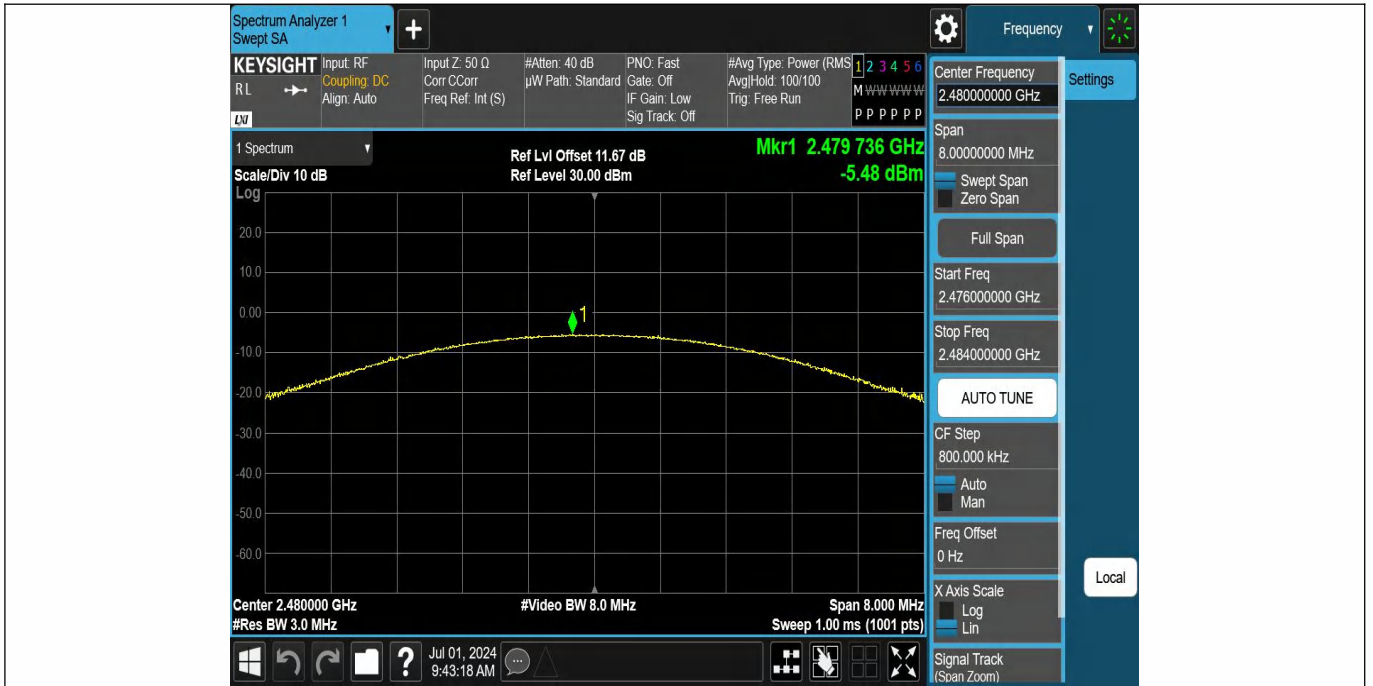 Spectrum Analyzer 1
Swept SA
+
Frequency
KEYSIGHT
R L
LXI
Input: RF
Coupling: DC
Align: Auto
Input Z: 50 Ω
Corr CCorr
Freq Ref: Int (S)
#Atten: 40 dB
µW Path: Standard
PNO: Fast
Gate: Off
IF Gain: Low
Sig Track: Off
#Avg Type: Power (RMS
Avg|Hold: 100/100
Trig: Free Run
1 2 3 4 5 6
M W W W W W
P P P P P P
1 Spectrum
Scale/Div 10 dB
Ref Lvl Offset 11.67 dB
Ref Level 30.00 dBm
Mkr1 2.479 736 GHz
-5.48 dBm
Log
20.0
10.0
0.00
-10.0
-20.0
-30.0
-40.0
-50.0
-60.0
1
Center 2.480000 GHz
#Res BW 3.0 MHz
#Video BW 8.0 MHz
Span 8.000 MHz
Sweep 1.00 ms (1001 pts)
?
Jul 01, 2024
9:43:18 AM
Center Frequency
2.480000000 GHz
Span
8.00000000 MHz
Swept Span
Zero Span
Full Span
Start Freq
2.476000000 GHz
Stop Freq
2.484000000 GHz
AUTO TUNE
CF Step
800.000 kHz
Auto
Man
Freq Offset
0 Hz
X Axis Scale
Log
Lin
Signal Track
(Span Zoom)
Settings
Local